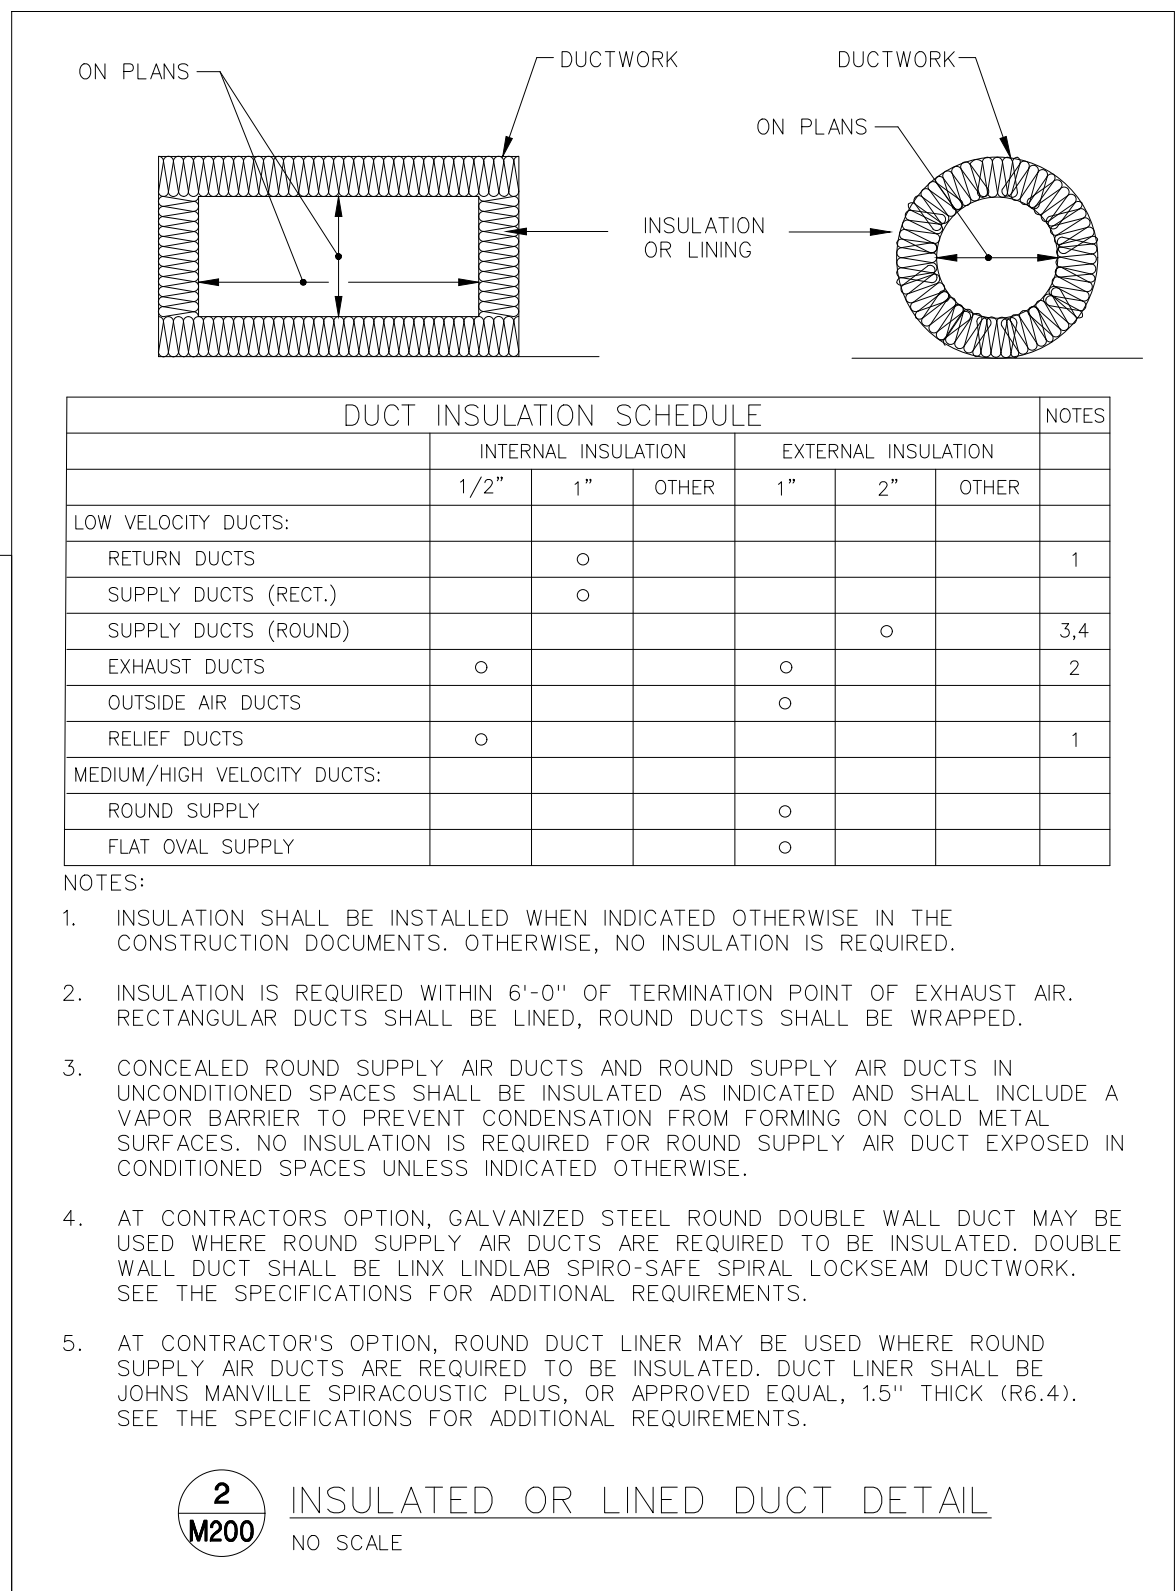 ON PLANS
DUCTWORK
DUCTWORK
ON PLANS
INSULATION
OR LINING
DUCT INSULATION SCHEDULE NOTES
INTERNAL INSULATION EXTERNAL INSULATION
1/2" 1" OTHER 1" 2" OTHER
LOW VELOCITY DUCTS:
RETURN DUCTS ○ 1
SUPPLY DUCTS (RECT.) ○
SUPPLY DUCTS (ROUND) ○ 3,4
EXHAUST DUCTS ○ ○ 2
OUTSIDE AIR DUCTS ○
RELIEF DUCTS ○ 1
MEDIUM/HIGH VELOCITY DUCTS:
ROUND SUPPLY ○
FLAT OVAL SUPPLY ○
NOTES:
1. INSULATION SHALL BE INSTALLED WHEN INDICATED OTHERWISE IN THE
CONSTRUCTION DOCUMENTS. OTHERWISE, NO INSULATION IS REQUIRED.
2. INSULATION IS REQUIRED WITHIN 6'-0" OF TERMINATION POINT OF EXHAUST AIR.
RECTANGULAR DUCTS SHALL BE LINED, ROUND DUCTS SHALL BE WRAPPED.
3. CONCEALED ROUND SUPPLY AIR DUCTS AND ROUND SUPPLY AIR DUCTS IN
UNCONDITIONED SPACES SHALL BE INSULATED AS INDICATED AND SHALL INCLUDE A
VAPOR BARRIER TO PREVENT CONDENSATION FROM FORMING ON COLD METAL
SURFACES. NO INSULATION IS REQUIRED FOR ROUND SUPPLY AIR DUCT EXPOSED IN
CONDITIONED SPACES UNLESS INDICATED OTHERWISE.
4. AT CONTRACTORS OPTION, GALVANIZED STEEL ROUND DOUBLE WALL DUCT MAY BE
USED WHERE ROUND SUPPLY AIR DUCTS ARE REQUIRED TO BE INSULATED. DOUBLE
WALL DUCT SHALL BE LINX LINDLAB SPIRO-SAFE SPIRAL LOCKSEAM DUCTWORK.
SEE THE SPECIFICATIONS FOR ADDITIONAL REQUIREMENTS.
5. AT CONTRACTOR'S OPTION, ROUND DUCT LINER MAY BE USED WHERE ROUND
SUPPLY AIR DUCTS ARE REQUIRED TO BE INSULATED. DUCT LINER SHALL BE
JOHNS MANVILLE SPIRACOUSTIC PLUS, OR APPROVED EQUAL, 1.5" THICK (R6.4).
SEE THE SPECIFICATIONS FOR ADDITIONAL REQUIREMENTS.
2
M200
INSULATED OR LINED DUCT DETAIL
NO SCALE